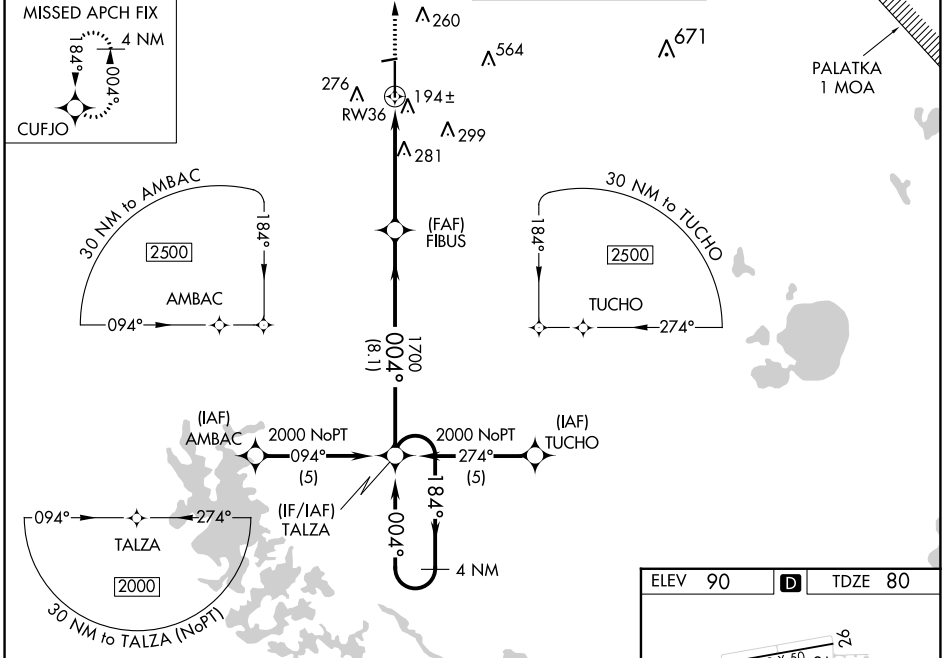 MISSED APCH FIX
4 NM
184°
004°
CUFJO
260
564
671
276
RW36
194±
299
281
PALATKA
1 MOA
30 NM to AMBAC
184°
2500
AMBAC
094°
(FAF)
FIBUS
30 NM to TUCHO
184°
2500
TUCHO
274°
1700
004°
(8.1)
(IAF)
AMBAC
2000 NoPT
094°
(5)
2000 NoPT
274°
(5)
(IAF)
TUCHO
(IF/IAF)
TALZA
184°
004°
4 NM
094°
274°
TALZA
2000
30 NM to TALZA (NoPT)
ELEV 90 D TDZE 80
26
X 50